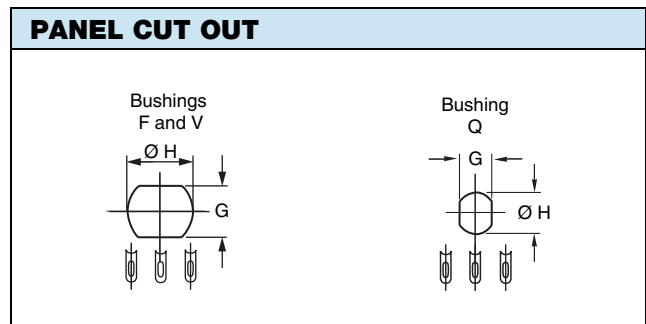 PANEL CUT OUT
Bushings
F and V
Ø H
G
Bushing
Q
G
Ø H